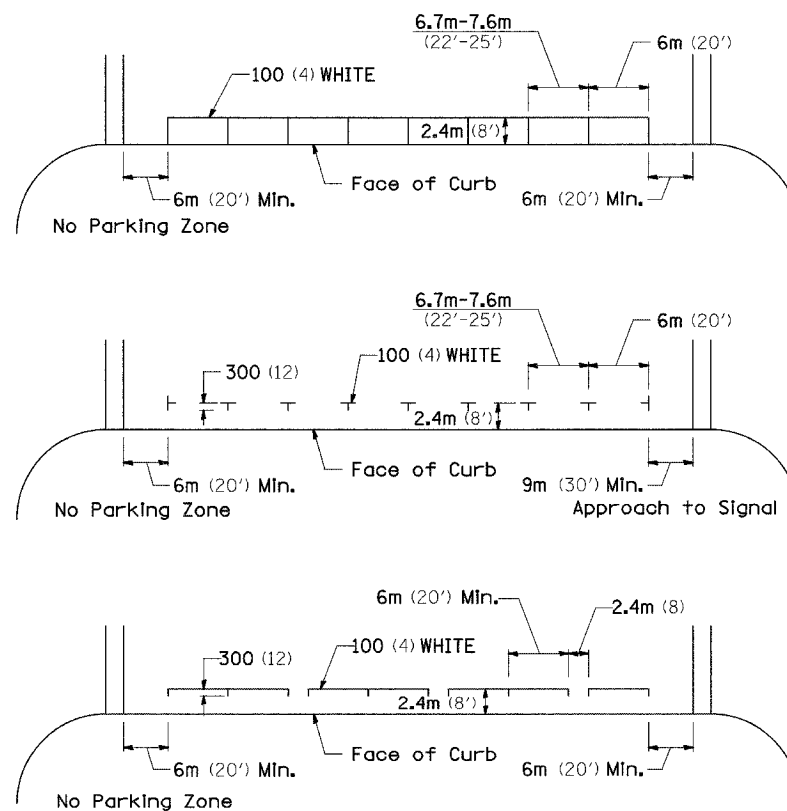 6.7m-7.6m
(22'-25')
6m (20')
100 (4) WHITE
2.4m (8')
6m (20') Min.
Face of Curb
6m (20') Min.
No Parking Zone
6.7m-7.6m
(22'-25')
6m (20')
300 (12)
100 (4) WHITE
2.4m (8')
6m (20') Min.
Face of Curb
9m (30') Min.
No Parking Zone
Approach to Signal
6m (20') Min.
2.4m (8)
300 (12)
100 (4) WHITE
2.4m (8')
6m (20') Min.
Face of Curb
6m (20') Min.
No Parking Zone